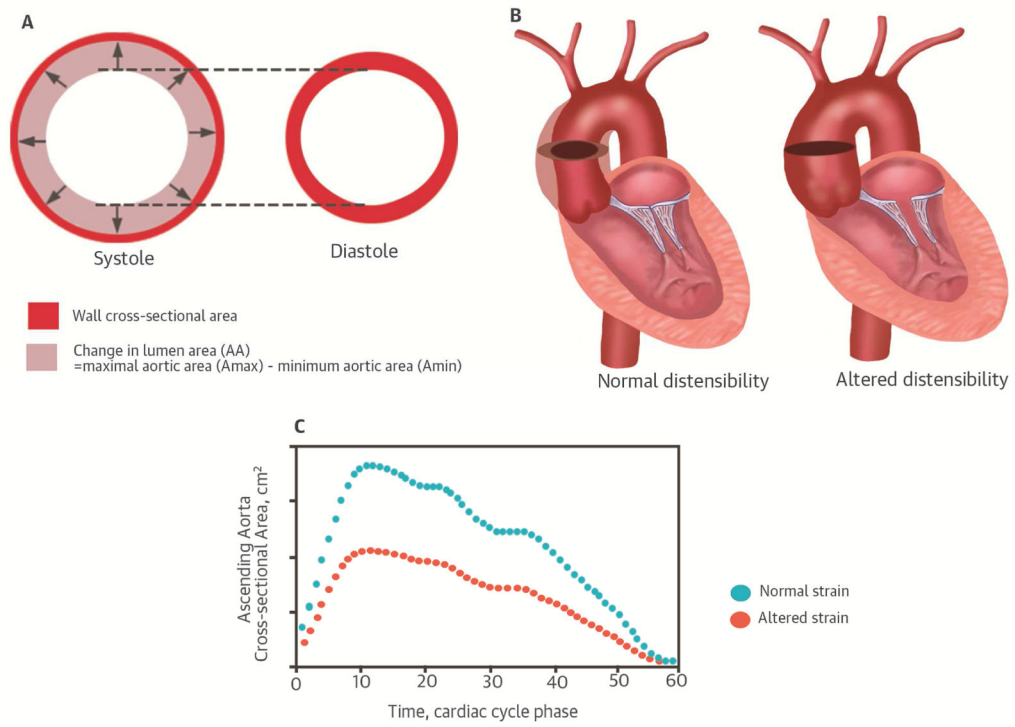 A
Systole
Diastole
Wall cross-sectional area
Change in lumen area (AA)
=maximal aortic area (Amax) - minimum aortic area (Amin)
B
Normal distensibility
Altered distensibility
C
Ascending Aorta
Cross-sectional Area, cm²
0
10
20
30
40
50
60
Time, cardiac cycle phase
Normal strain
Altered strain